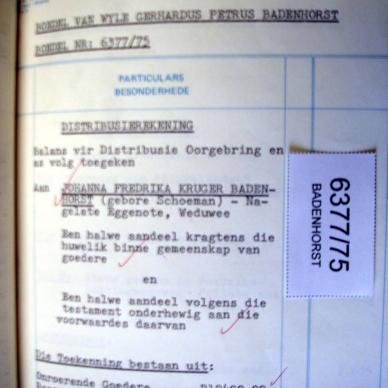 BOEDEL VAN WYLE GERHARDUS PETRUS BADENHORST
BOEDEL NR: 6377/75
PARTICULARS
BESONDERHEDE
DISTRIBUSIEREKENING
Balans vir Distribusie Oorgebring en
as volg toegeken
Aan JOHANNA FREDRIKA KRUGER BADEN-
HORST (gebore Schoeman) - Na-
gelate Eggenote, Weduwee
Een halwe aandeel kragtens die
huwelik binne gemeenskap van
goedere
en
Een halwe aandeel volgens die
testament onderhewig aan die
voorwaardes daarvan
Die Toekenning bestaan uit:
Onroerende Goedere
6377/75
BADENHORST